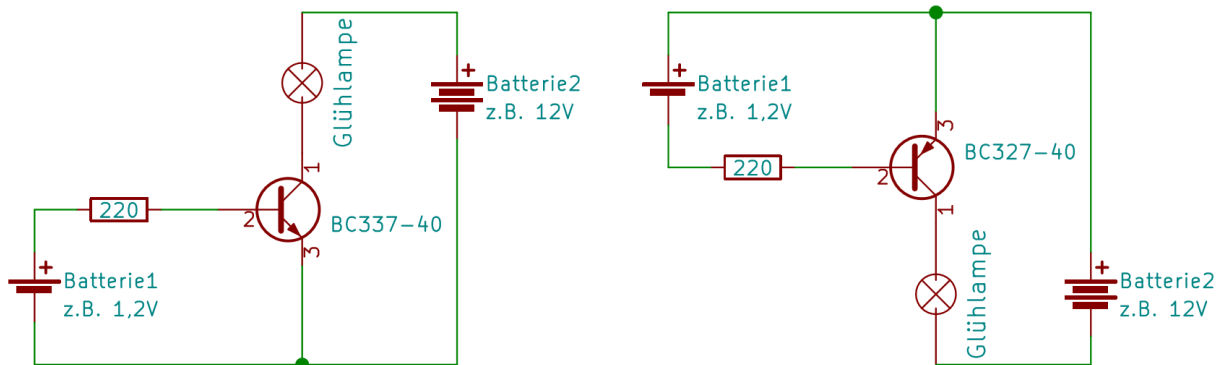 Glühlampe
+
Batterie2
z.B. 12V
1
220
2
BC337-40
3
+
Batterie1
z.B. 1,2V
+
Batterie1
z.B. 1,2V
3
BC327-40
220
2
1
Glühlampe
+
Batterie2
z.B. 12V